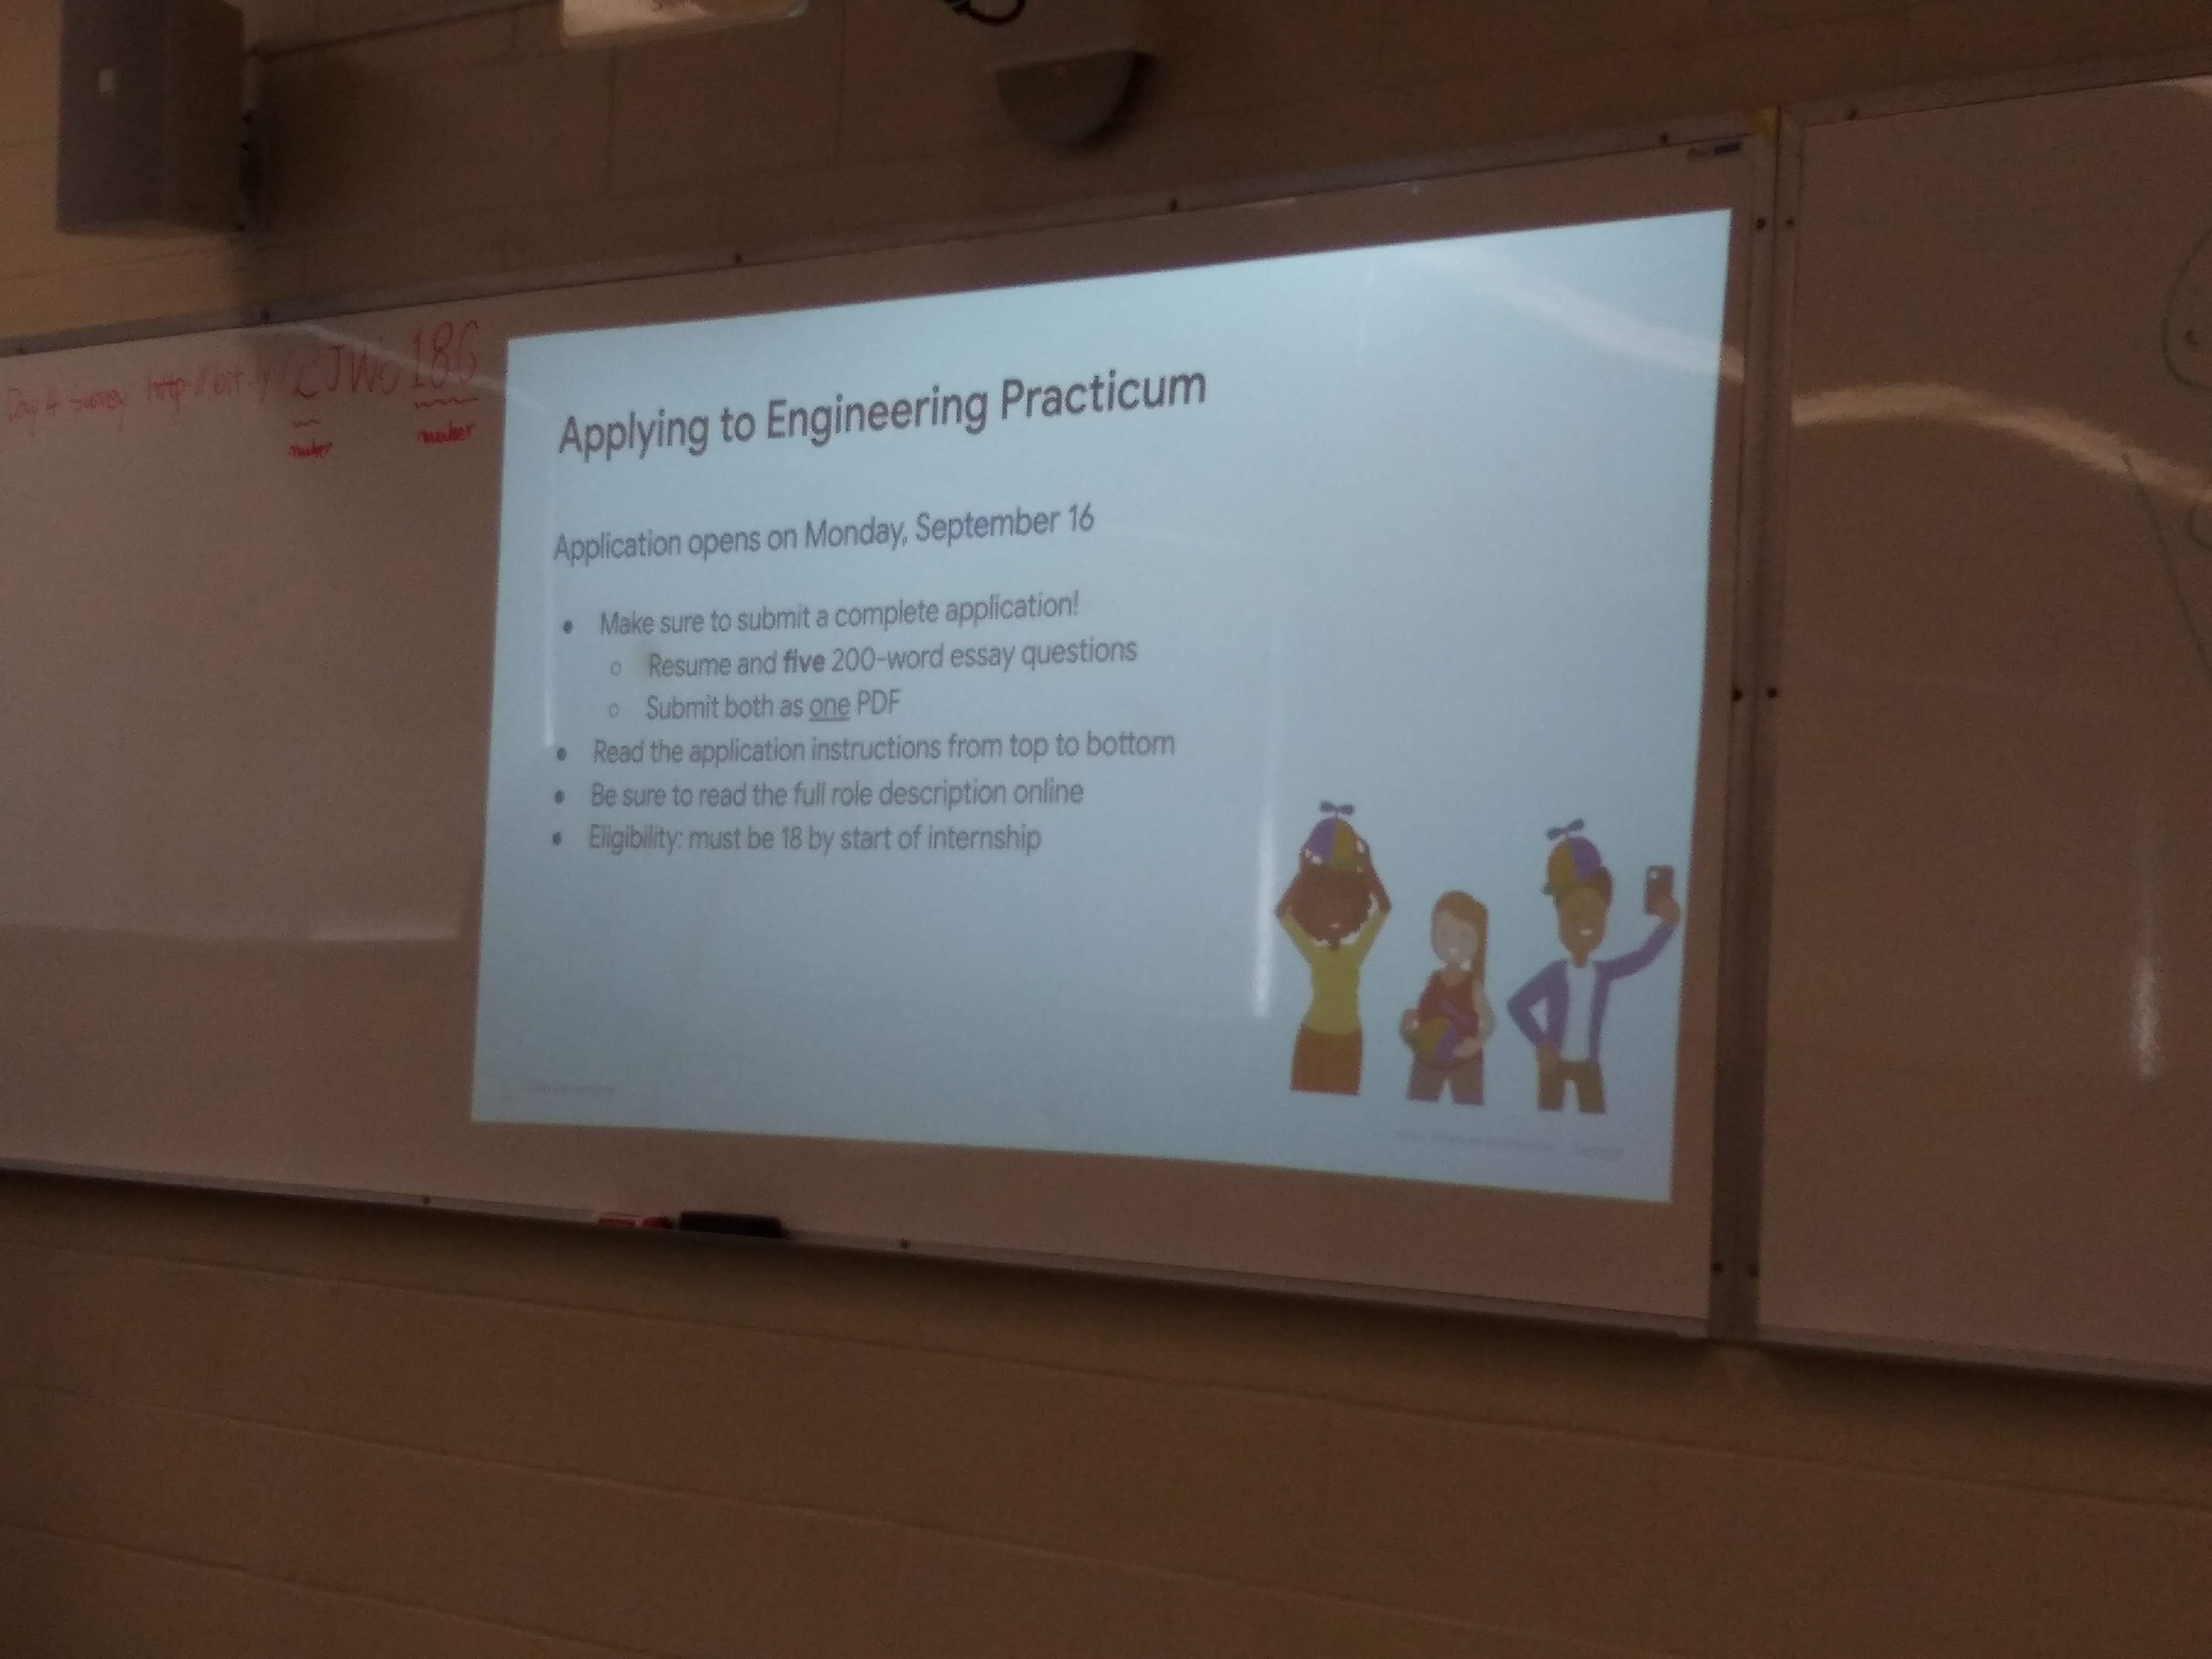 Day 4 Survey http://bit.ly/2JWo186
number number
Applying to Engineering Practicum
Application opens on Monday, September 16
● Make sure to submit a complete application!
○ Resume and five 200-word essay questions
○ Submit both as one PDF
● Read the application instructions from top to bottom
● Be sure to read the full role description online
● Eligibility: must be 18 by start of internship